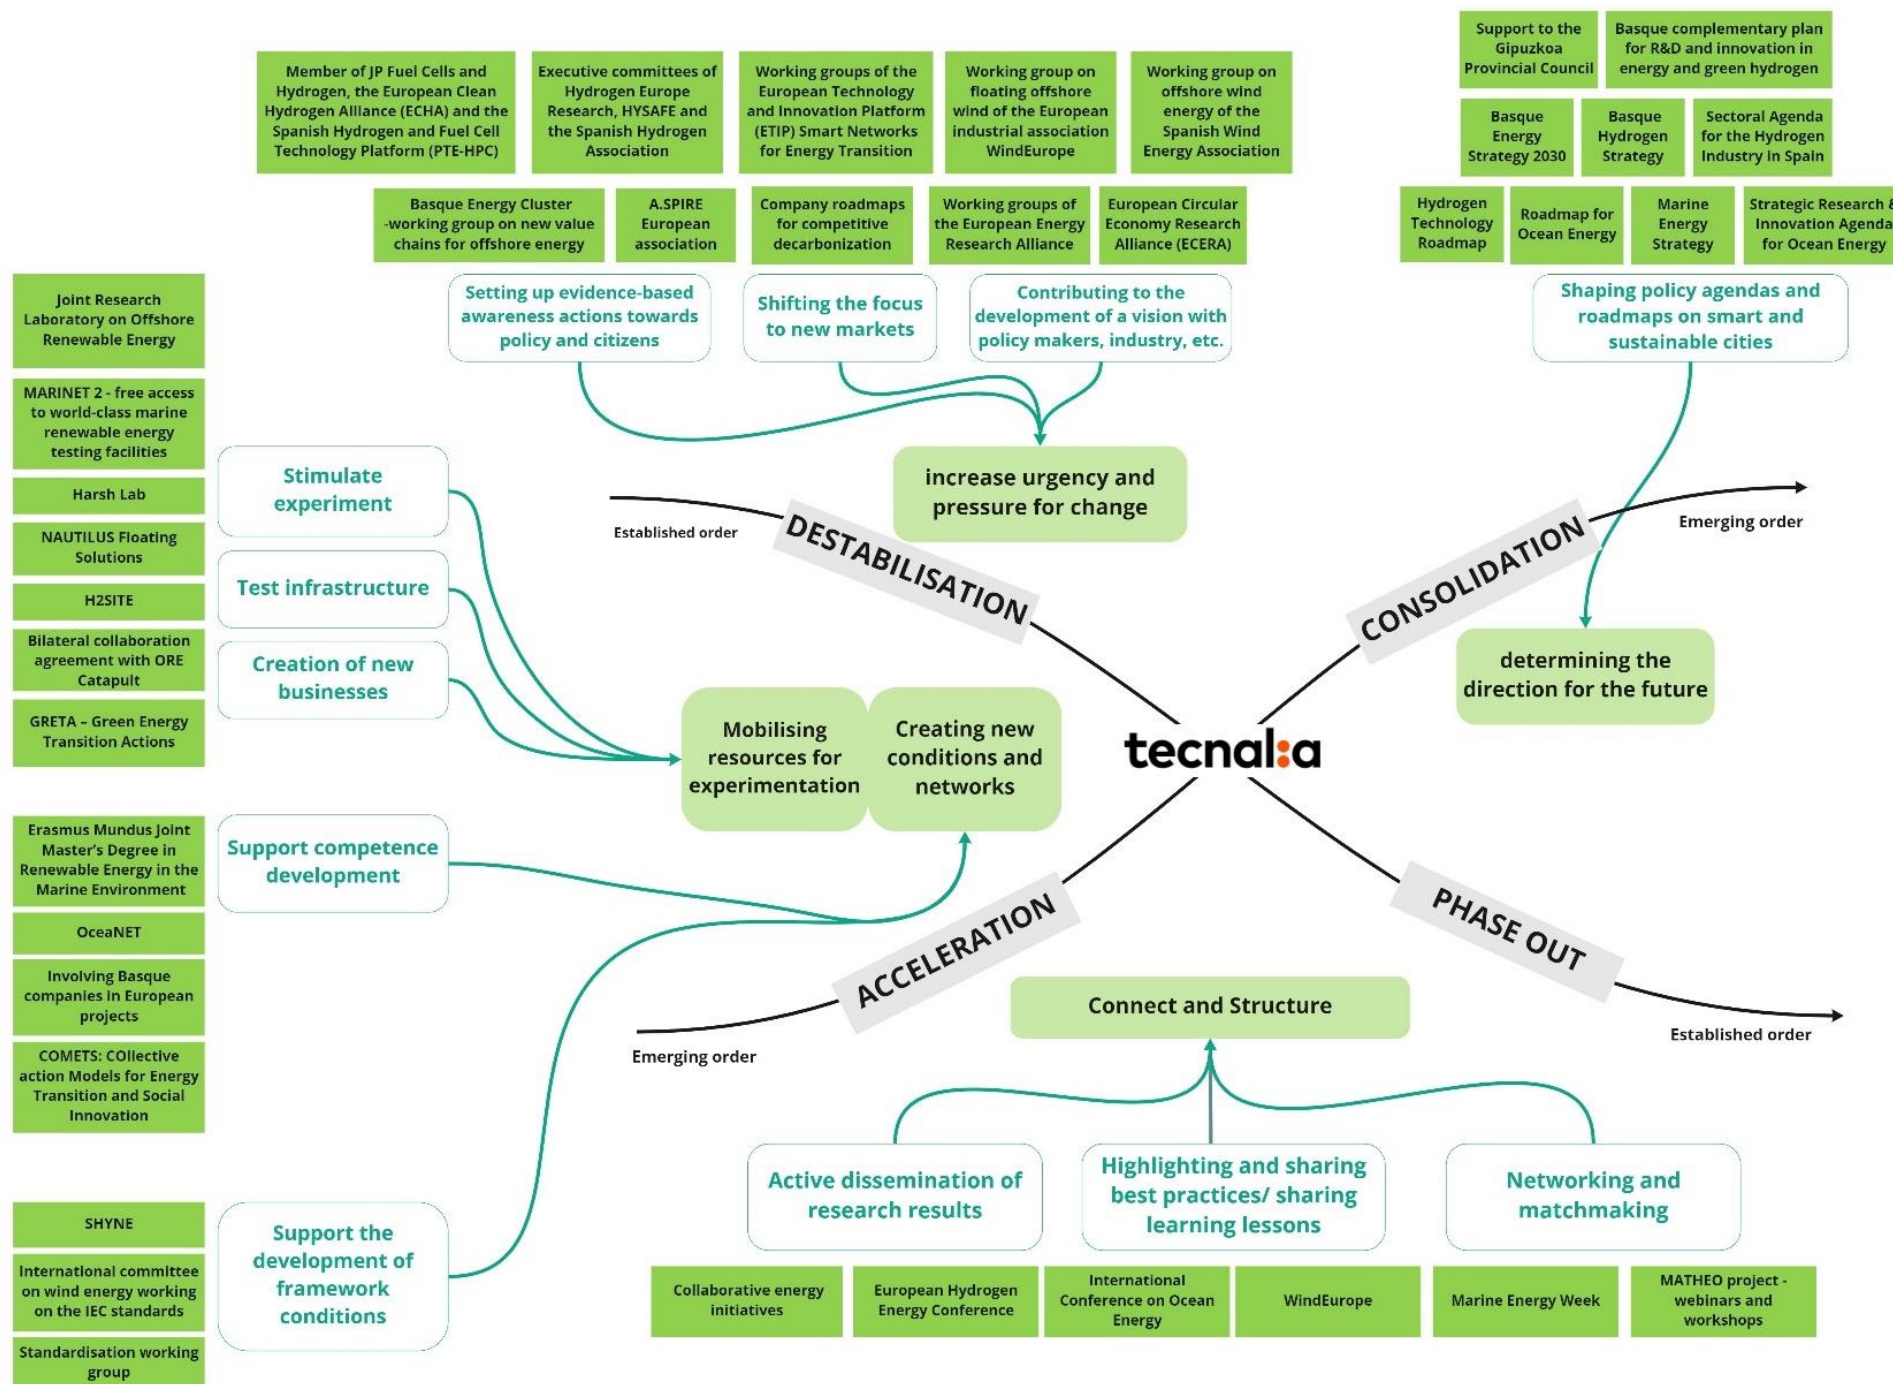 Member of JP Fuel Cells and
Hydrogen, the European Clean
Hydrogen Alliance (ECHA) and the
Spanish Hydrogen and Fuel Cell
Technology Platform (PTE-HPC)
Executive committees of
Hydrogen Europe
Research, HYSAFE and
the Spanish Hydrogen
Association
Working groups of the
European Technology
and Innovation Platform
(ETIP) Smart Networks
for Energy Transition
Working group on
floating offshore
wind of the European
industrial association
WindEurope
Working group on
offshore wind
energy of the
Spanish Wind
Energy Association
Basque Energy Cluster
-working group on new value
chains for offshore energy
A.SPIRE
European
association
Company roadmaps
for competitive
decarbonization
Working groups of
the European Energy
Research Alliance
European Circular
Economy Research
Alliance (ECERA)
Setting up evidence-based
awareness actions towards
policy and citizens
Shifting the focus
to new markets
Contributing to the
development of a vision with
policy makers, industry, etc.
increase urgency and
pressure for change
Support to the
Gipuzkoa
Provincial Council
Basque complementary plan
for R&D and innovation in
energy and green hydrogen
Basque
Energy
Strategy 2030
Basque
Hydrogen
Strategy
Sectoral Agenda
for the Hydrogen
Industry in Spain
Hydrogen
Technology
Roadmap
Roadmap for
Ocean Energy
Marine
Energy
Strategy
Strategic Research &
Innovation Agenda
for Ocean Energy
Shaping policy agendas and
roadmaps on smart and
sustainable cities
determining the
direction for the future
Joint Research
Laboratory on Offshore
Renewable Energy
MARINET 2 - free access
to world-class marine
renewable energy
testing facilities
Harsh Lab
NAUTILUS Floating
Solutions
H2SITE
Bilateral collaboration
agreement with ORE
Catapult
GRETA – Green Energy
Transition Actions
Stimulate
experiment
Test infrastructure
Creation of new
businesses
Mobilising
resources for
experimentation
Creating new
conditions and
networks
Established order
DESTABILISATION
CONSOLIDATION
Emerging order
tecnal:a
ACCELERATION
PHASE OUT
Emerging order
Established order
Erasmus Mundus Joint
Master's Degree in
Renewable Energy in the
Marine Environment
OceaNET
Involving Basque
companies in European
projects
COMETS: COllective
action Models for Energy
Transition and Social
Innovation
Support competence
development
SHYNE
International committee
on wind energy working
on the IEC standards
Standardisation working
group
Support the
development of
framework
conditions
Connect and Structure
Active dissemination of
research results
Highlighting and sharing
best practices/ sharing
learning lessons
Networking and
matchmaking
Collaborative energy
initiatives
European Hydrogen
Energy Conference
International
Conference on Ocean
Energy
WindEurope
Marine Energy Week
MATHEO project -
webinars and
workshops